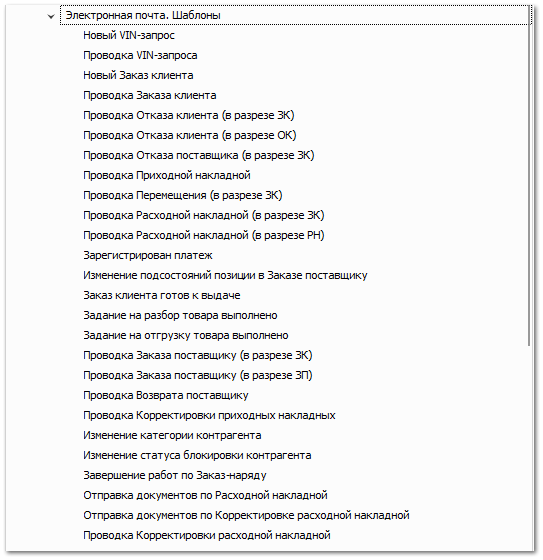 Электронная почта. Шаблоны
Новый VIN-запрос
Проводка VIN-запроса
Новый Заказ клиента
Проводка Заказа клиента
Проводка Отказа клиента (в разрезе ЗК)
Проводка Отказа клиента (в разрезе ОК)
Проводка Отказа поставщика (в разрезе ЗК)
Проводка Приходной накладной
Проводка Перемещения (в разрезе ЗК)
Проводка Расходной накладной (в разрезе ЗК)
Проводка Расходной накладной (в разрезе РН)
Зарегистрирован платеж
Изменение подсостояний позиции в Заказе поставщику
Заказ клиента готов к выдаче
Задание на разбор товара выполнено
Задание на отгрузку товара выполнено
Проводка Заказа поставщику (в разрезе ЗК)
Проводка Заказа поставщику (в разрезе ЗП)
Проводка Возврата поставщику
Проводка Корректировки приходных накладных
Изменение категории контрагента
Изменение статуса блокировки контрагента
Завершение работ по Заказ-наряду
Отправка документов по Расходной накладной
Отправка документов по Корректировке расходной накладной
Проводка Корректировки расходной накладной